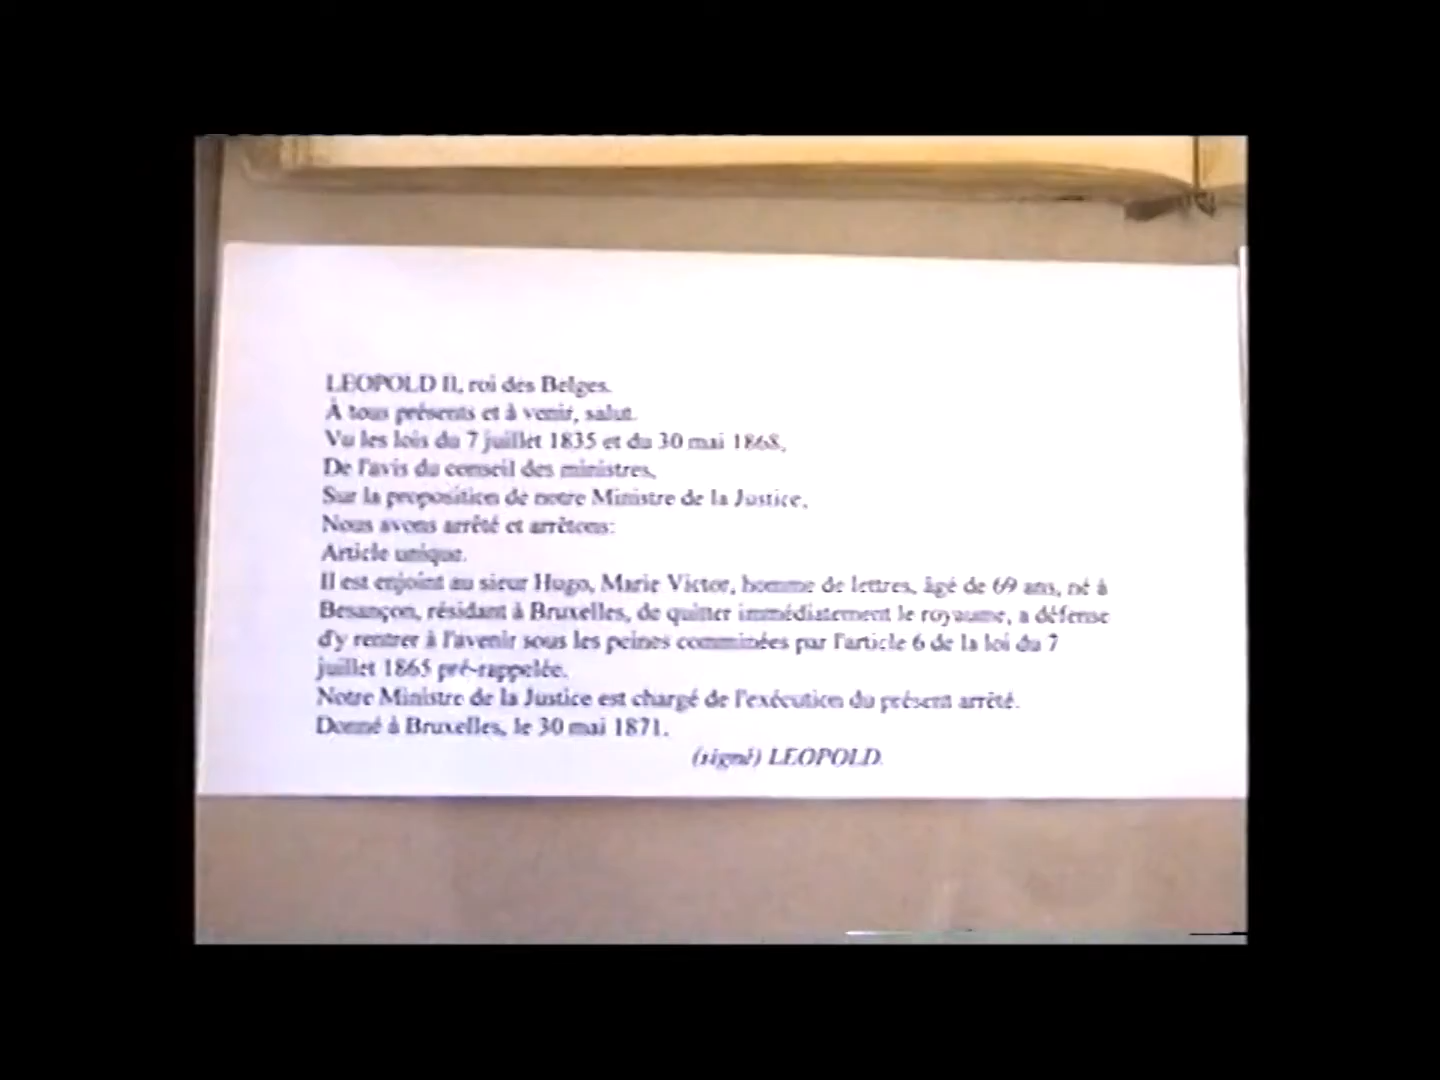 LEOPOLD II, roi des Belges.
À tous présents et à venir, salut.
Vu les lois du 7 juillet 1835 et du 30 mai 1868,
De l'avis du conseil des ministres,
Sur la proposition de notre Ministre de la Justice,
Nous avons arrêté et arrêtons:
Article unique.
Il est enjoint au sieur Hugo, Marie Victor, homme de lettres, âgé de 69 ans, né à
Besançon, résidant à Bruxelles, de quitter immédiatement le royaume, a défense
d'y rentrer à l'avenir sous les peines comminées par l'article 6 de la loi du 7
juillet 1865 pré-rappelée.
Notre Ministre de la Justice est chargé de l'exécution du présent arrêté.
Donné à Bruxelles, le 30 mai 1871.
(signé) LEOPOLD.